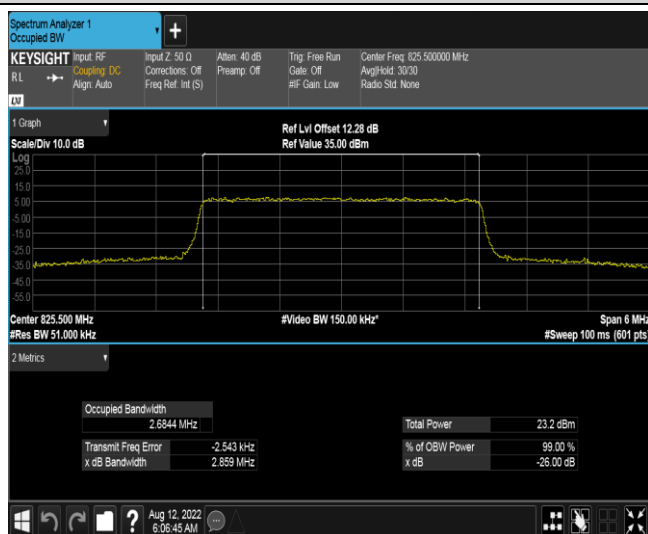 Spectrum Analyzer 1
Occupied BW
+
KEYSIGHT
R L
LXI
Input: RF
Coupling: DC
Align: Auto
Input Z: 50 Ω
Corrections: Off
Freq Ref: Int (S)
Atten: 40 dB
Preamp: Off
Trig: Free Run
Gate: Off
#IF Gain: Low
Center Freq: 825.500000 MHz
Avg|Hold: 30/30
Radio Std: None
1 Graph
Scale/Div 10.0 dB
Ref Lvl Offset 12.28 dB
Ref Value 35.00 dBm
Log
25.0
15.0
5.00
-5.00
-15.0
-25.0
-35.0
-45.0
-55.0
Center 825.500 MHz
#Res BW 51.000 kHz
#Video BW 150.00 kHz*
Span 6 MHz
#Sweep 100 ms (601 pts)
2 Metrics
Occupied Bandwidth
2.6844 MHz
Transmit Freq Error -2.543 kHz
x dB Bandwidth 2.859 MHz
Total Power 23.2 dBm
% of OBW Power 99.00 %
x dB -26.00 dB
?
Aug 12, 2022
6:06:45 AM